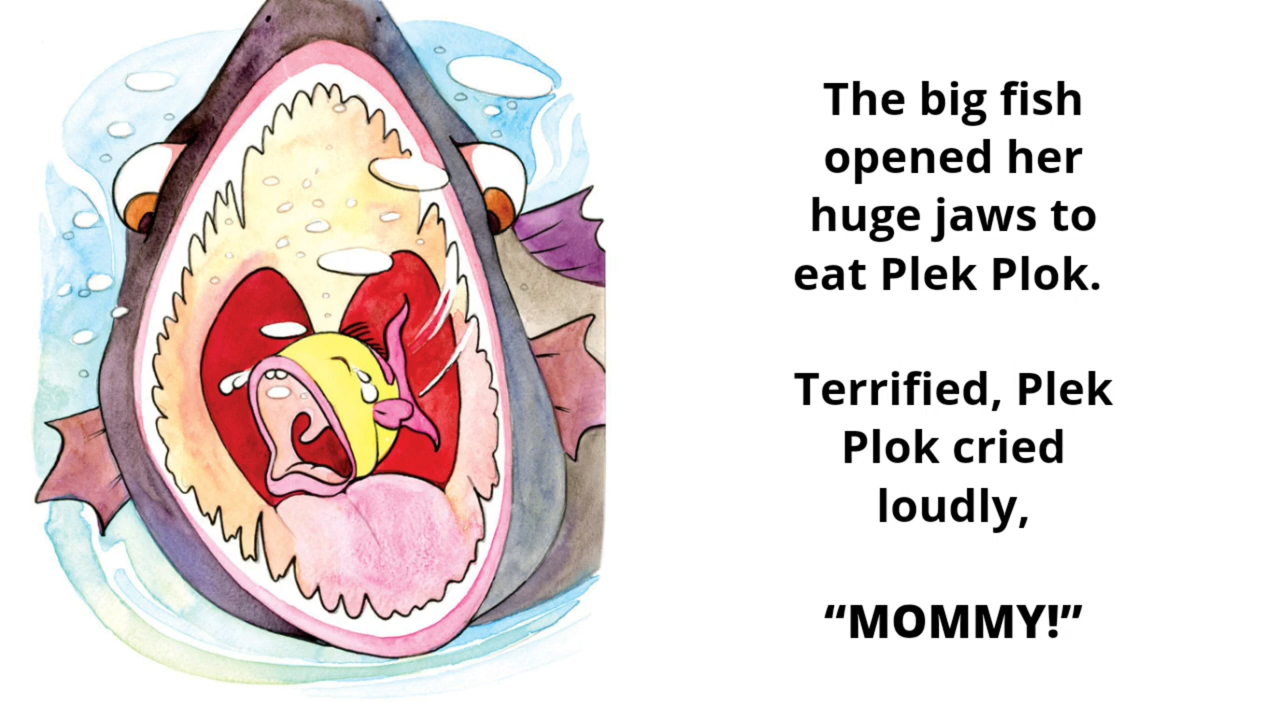 The big fish
opened her
huge jaws to
eat Plek Plok.
Terrified, Plek
Plok cried
loudly,
“MOMMY!”